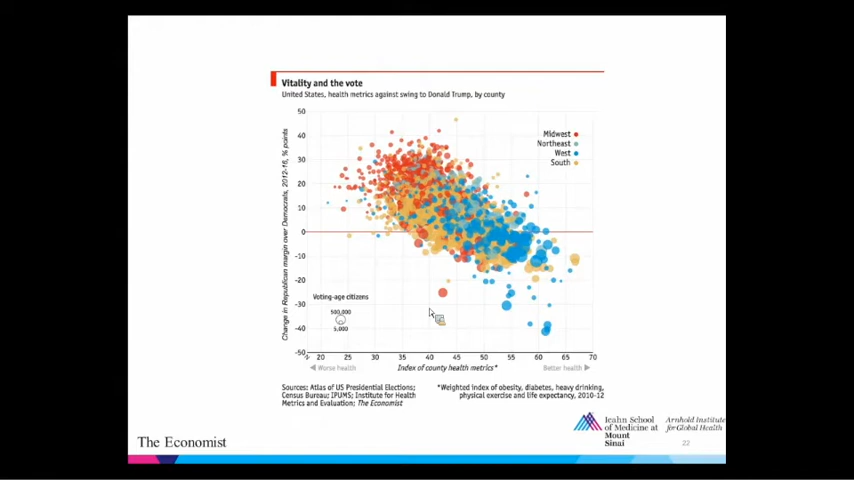 Vitality and the vote
United States, health metrics against swing to Donald Trump, by county
50
40
30
20
10
0
-10
-20
-30
-40
-50
Change in Republican margin over Democrats, 2012-16, % points
Midwest
Northeast
West
South
Voting-age citizens
500,000
5,000
20 25 30 35 40 45 50 55 60 65 70
Worse health
Index of county health metrics*
Better health
Sources: Atlas of US Presidential Elections;
Census Bureau; IPUMS; Institute for Health
Metrics and Evaluation; The Economist
*Weighted index of obesity, diabetes, heavy drinking,
physical exercise and life expectancy, 2010-12
The Economist
Icahn School
of Medicine at
Mount
Sinai
Arnhold Institute
for Global Health
22